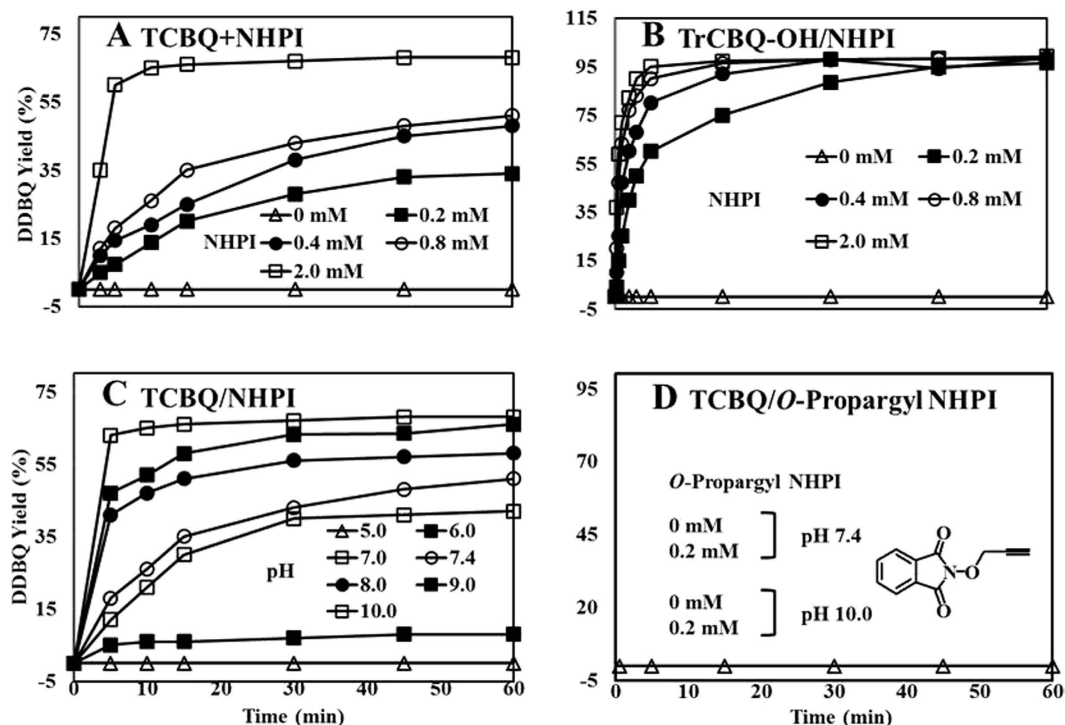 A TCBQ+NHPI
75
55
35
15
-5
DDBQ Yield (%)
NHPI
0 mM 0.2 mM
0.4 mM 0.8 mM
2.0 mM
B TrCBQ-OH/NHPI
115
95
75
55
35
15
-5
NHPI
0 mM 0.2 mM
0.4 mM 0.8 mM
2.0 mM
C TCBQ/NHPI
75
55
35
15
-5
DDBQ Yield (%)
pH
5.0 6.0
7.0 7.4
8.0 9.0
10.0
0 10 20 30 40 50 60
Time (min)
D TCBQ/O-Propargyl NHPI
95
70
45
20
-5
O-Propargyl NHPI
0 mM
0.2 mM
pH 7.4
0 mM
0.2 mM
pH 10.0
O
N-O
O
0 10 20 30 40 50 60
Time (min)